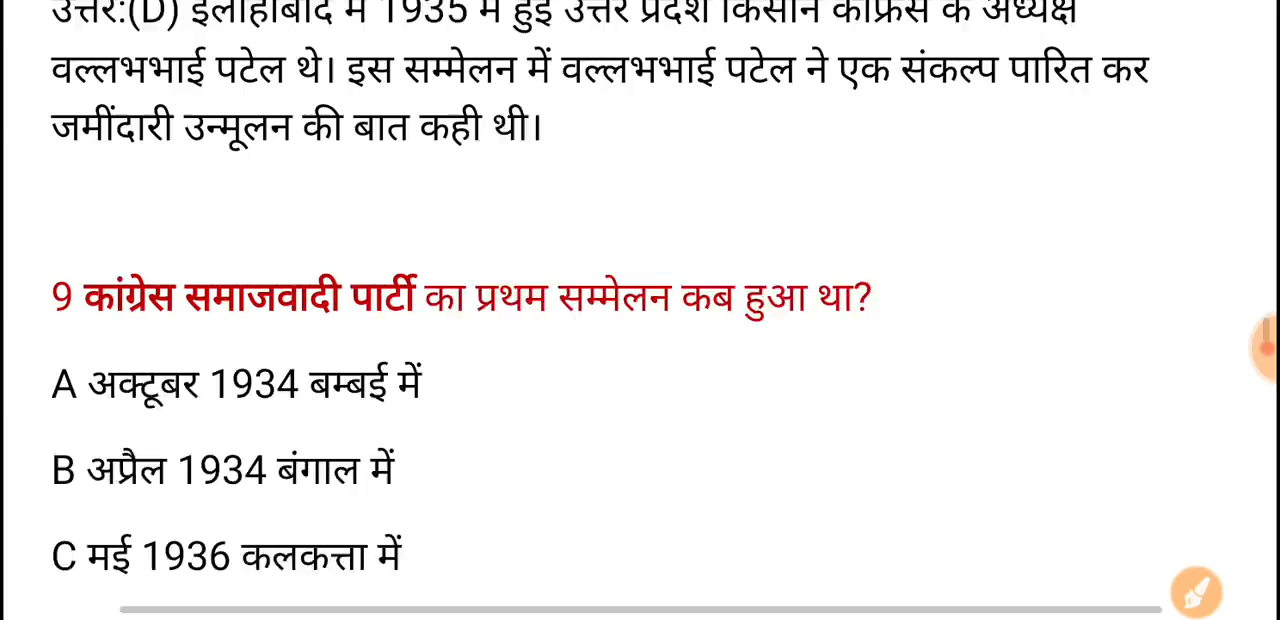 उत्तर:(D) इलाहाबाद में 1935 में हुई उत्तर प्रदेश किसान कांफ्रेंस के अध्यक्ष
वल्लभभाई पटेल थे। इस सम्मेलन में वल्लभभाई पटेल ने एक संकल्प पारित कर
जमींदारी उन्मूलन की बात कही थी।
9 कांग्रेस समाजवादी पार्टी का प्रथम सम्मेलन कब हुआ था?
A अक्टूबर 1934 बम्बई में
B अप्रैल 1934 बंगाल में
C मई 1936 कलकत्ता में